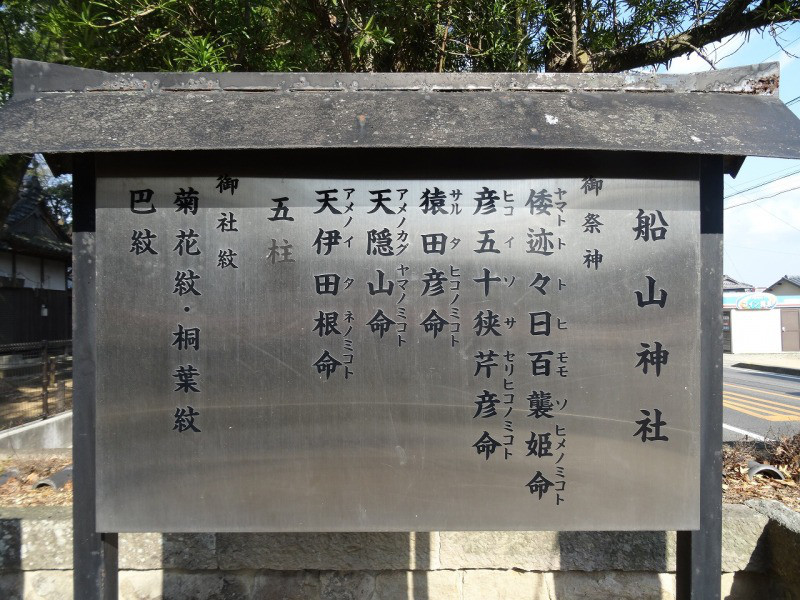 船山神社
御祭神
倭迹々日百襲姫命
ヤマトトトヒモモソヒメノミコト
彦五十狭芹彦命
ヒコイソサセリヒコノミコト
猿田彦命
サルタヒコノミコト
天隠山命
アメノカグヤマノミコト
天伊田根命
アメノイタネノミコト
五柱
御社紋
菊花紋・桐葉紋
巴紋